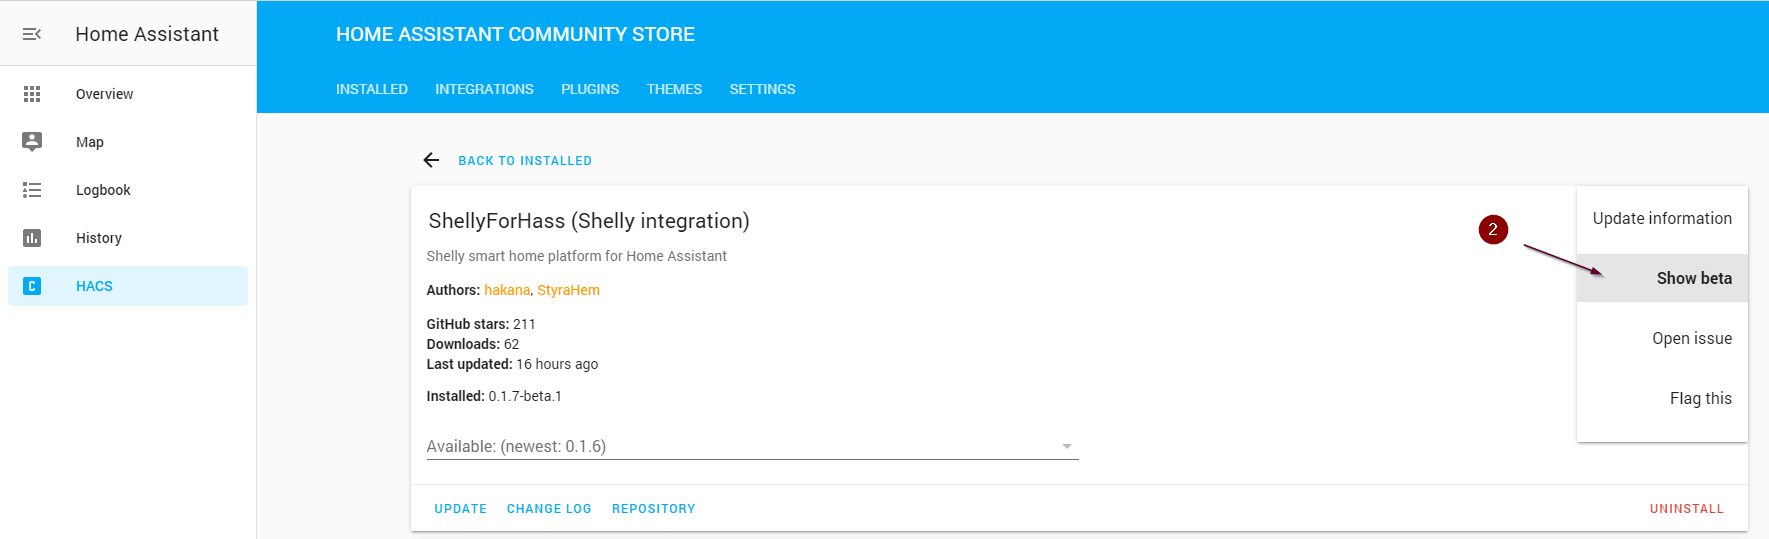 Home Assistant
Overview
Map
Logbook
History
C HACS
HOME ASSISTANT COMMUNITY STORE
INSTALLED INTEGRATIONS PLUGINS THEMES SETTINGS
BACK TO INSTALLED
ShellyForHass (Shelly integration)
Shelly smart home platform for Home Assistant
Authors: hakana, StyraHem
GitHub stars: 211
Downloads: 62
Last updated: 16 hours ago
Installed: 0.1.7-beta.1
Available: (newest: 0.1.6)
UPDATE CHANGE LOG REPOSITORY UNINSTALL
2
Update information
Show beta
Open issue
Flag this